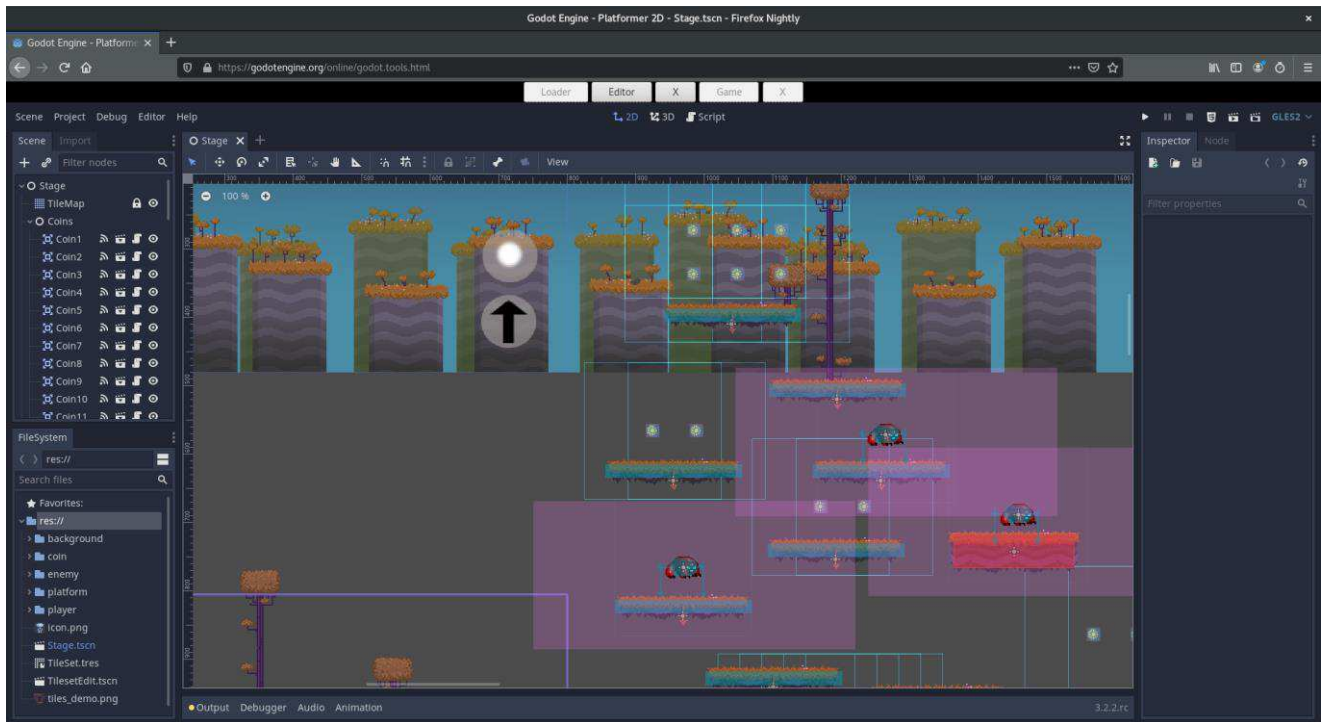 Godot Engine - Platformer 2D - Stage.tscn - Firefox Nightly
Godot Engine - Platforme
https://godotengine.org/online/godot.tools.html
Loader Editor X Game X
Scene Project Debug Editor Help 2D 3D Script GLES2
Scene Import Stage Inspector Node
Filter nodes View
Stage
TileMap
Coins
Coin1
Coin2
Coin3
Coin4
Coin5
Coin6
Coin7
Coin8
Coin9
Coin10
Coin11
100 %
Filter properties
FileSystem
res://
Search files
Favorites:
res://
background
coin
enemy
platform
player
icon.png
Stage.tscn
TileSet.tres
TilesetEdit.tscn
tiles_demo.png
Output Debugger Audio Animation 3.2.2.rc